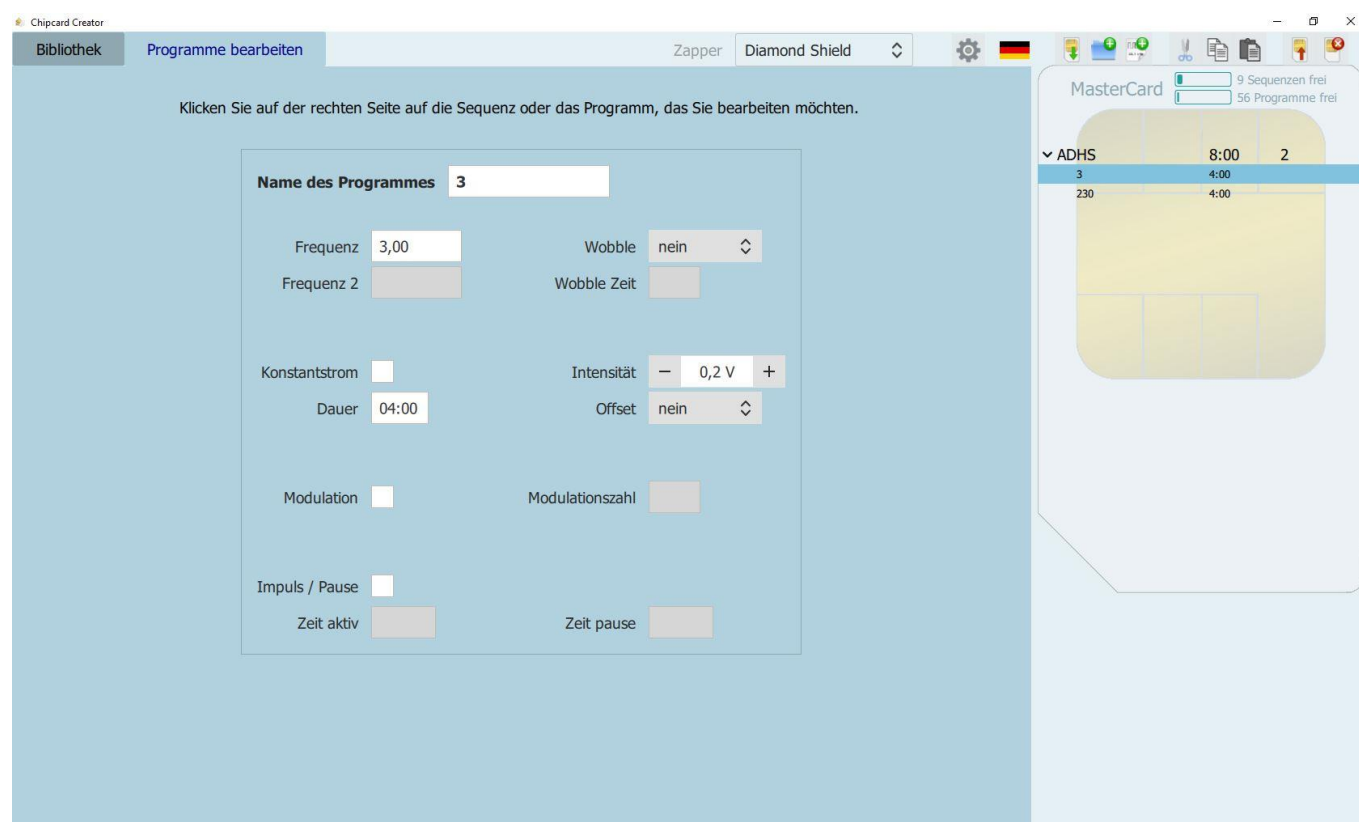 Chipcard Creator
Bibliothek Programme bearbeiten Zapper Diamond Shield
Klicken Sie auf der rechten Seite auf die Sequenz oder das Programm, das Sie bearbeiten möchten.
Name des Programmes 3
Frequenz 3,00 Wobble nein
Frequenz 2 Wobble Zeit
Konstantstrom Intensität − 0,2 V +
Dauer 04:00 Offset nein
Modulation Modulationszahl
Impuls / Pause
Zeit aktiv Zeit pause
MasterCard 9 Sequenzen frei
56 Programme frei
ADHS 8:00 2
3 4:00
230 4:00